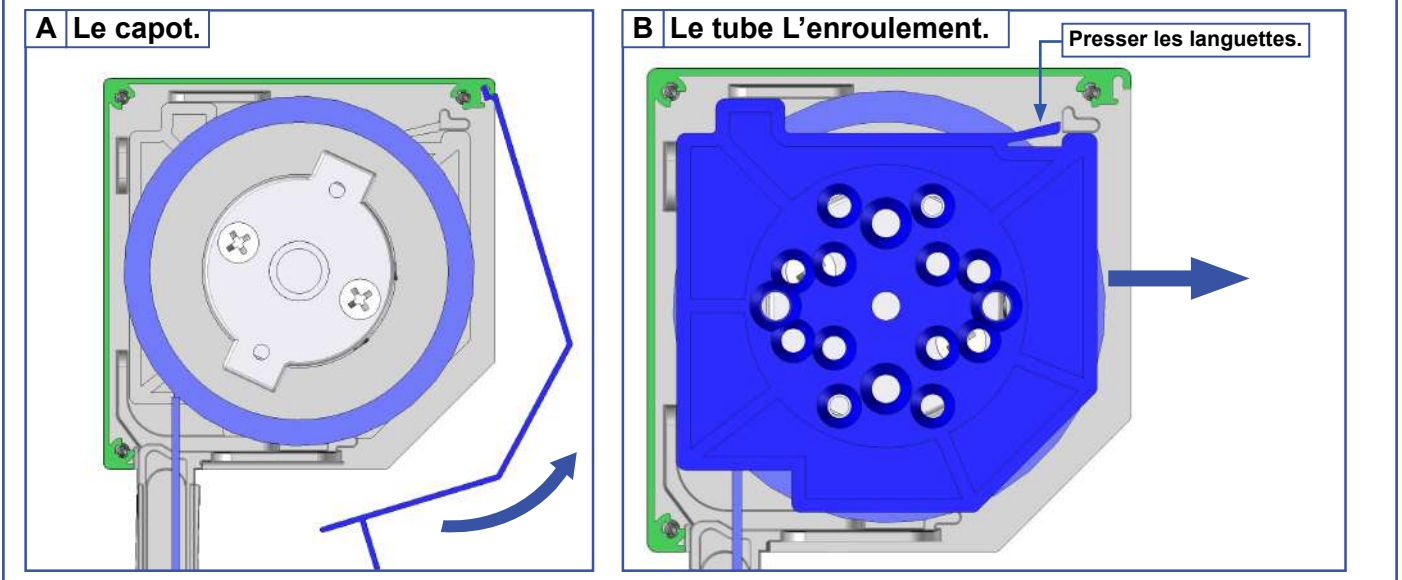 A Le capot.
B Le tube L’enroulement.
Presser les languettes.